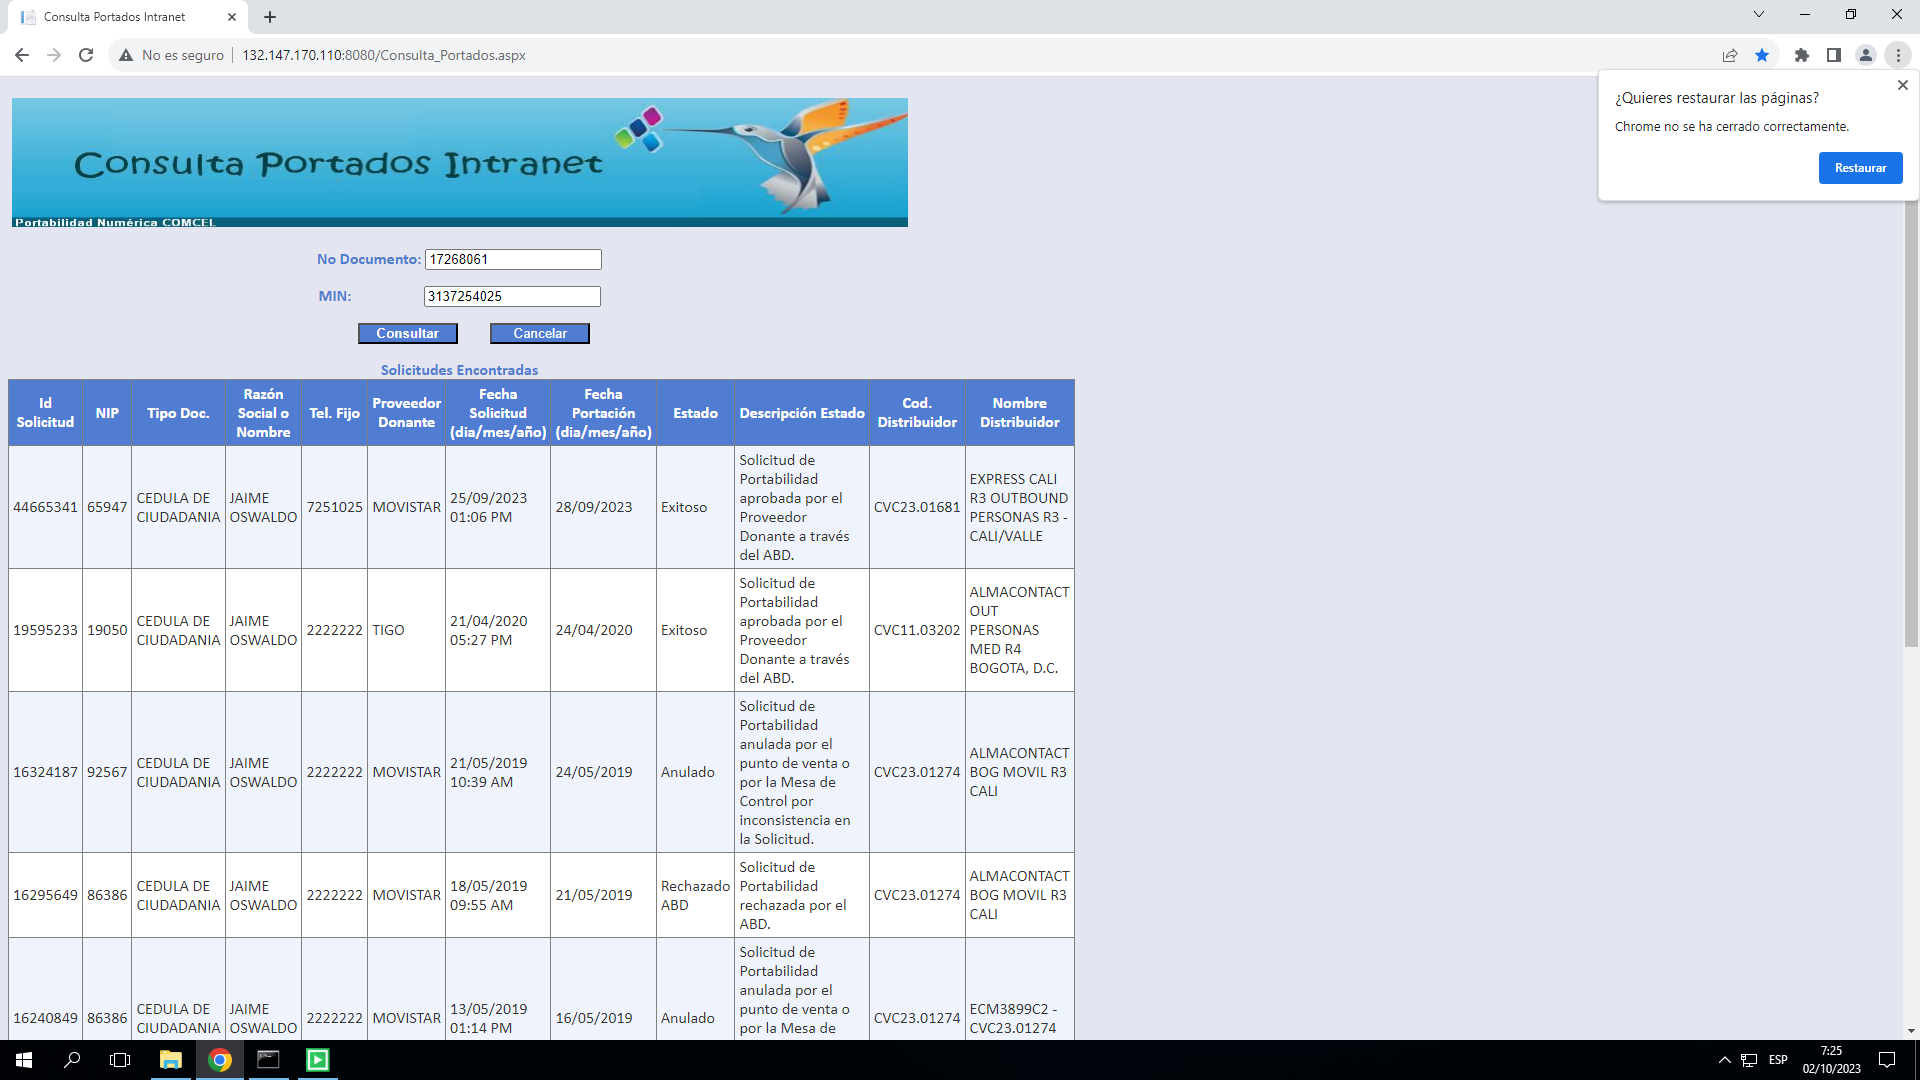 Consulta Portados Intranet
No es seguro
132.147.170.110:8080/Consulta_Portados.aspx
¿Quieres restaurar las páginas?
Chrome no se ha cerrado correctamente.
Restaurar
Consulta Portados Intranet
Portabilidad Numérica COMCEL
No Documento: 17268061
MIN: 3137254025
Consultar Cancelar
Solicitudes Encontradas
Id Solicitud NIP Tipo Doc. Razón Social o Nombre Tel. Fijo Proveedor Donante Fecha Solicitud (dia/mes/año) Fecha Portación (dia/mes/año) Estado Descripción Estado Cod. Distribuidor Nombre Distribuidor
44665341 65947 CEDULA DE CIUDADANIA JAIME OSWALDO 7251025 MOVISTAR 25/09/2023 01:06 PM 28/09/2023 Exitoso Solicitud de Portabilidad aprobada por el Proveedor Donante a través del ABD. CVC23.01681 EXPRESS CALI R3 OUTBOUND PERSONAS R3 - CALI/VALLE
19595233 19050 CEDULA DE CIUDADANIA JAIME OSWALDO 2222222 TIGO 21/04/2020 05:27 PM 24/04/2020 Exitoso Solicitud de Portabilidad aprobada por el Proveedor Donante a través del ABD. CVC11.03202 ALMACONTACT OUT PERSONAS MED R4 BOGOTA, D.C.
16324187 92567 CEDULA DE CIUDADANIA JAIME OSWALDO 2222222 MOVISTAR 21/05/2019 10:39 AM 24/05/2019 Anulado Solicitud de Portabilidad anulada por el punto de venta o por la Mesa de Control por inconsistencia en la Solicitud. CVC23.01274 ALMACONTACT BOG MOVIL R3 CALI
16295649 86386 CEDULA DE CIUDADANIA JAIME OSWALDO 2222222 MOVISTAR 18/05/2019 09:55 AM 21/05/2019 Rechazado ABD Solicitud de Portabilidad rechazada por el ABD. CVC23.01274 ALMACONTACT BOG MOVIL R3 CALI
16240849 86386 CEDULA DE CIUDADANIA JAIME OSWALDO 2222222 MOVISTAR 13/05/2019 01:14 PM 16/05/2019 Anulado Solicitud de Portabilidad anulada por el punto de venta o por la Mesa de CVC23.01274 ECM3899C2 - CVC23.01274
ESP
7:25
02/10/2023